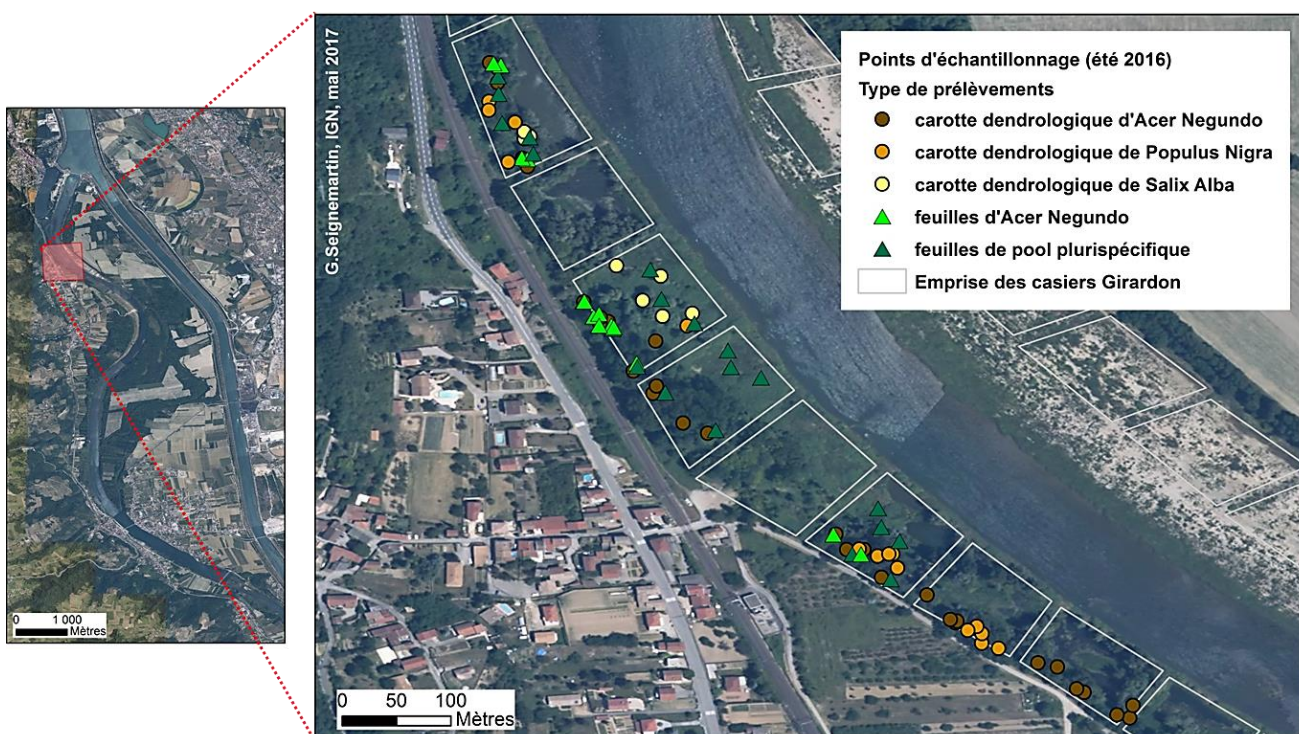 G.Seignemartin, IGN, mai 2017
Points d'échantillonnage (été 2016)
Type de prélèvements
carotte dendrologique d'Acer Negundo
carotte dendrologique de Populus Nigra
carotte dendrologique de Salix Alba
feuilles d'Acer Negundo
feuilles de pool plurispécifique
Emprise des casiers Girardon
0 1 000
Mètres
0 50 100
Mètres